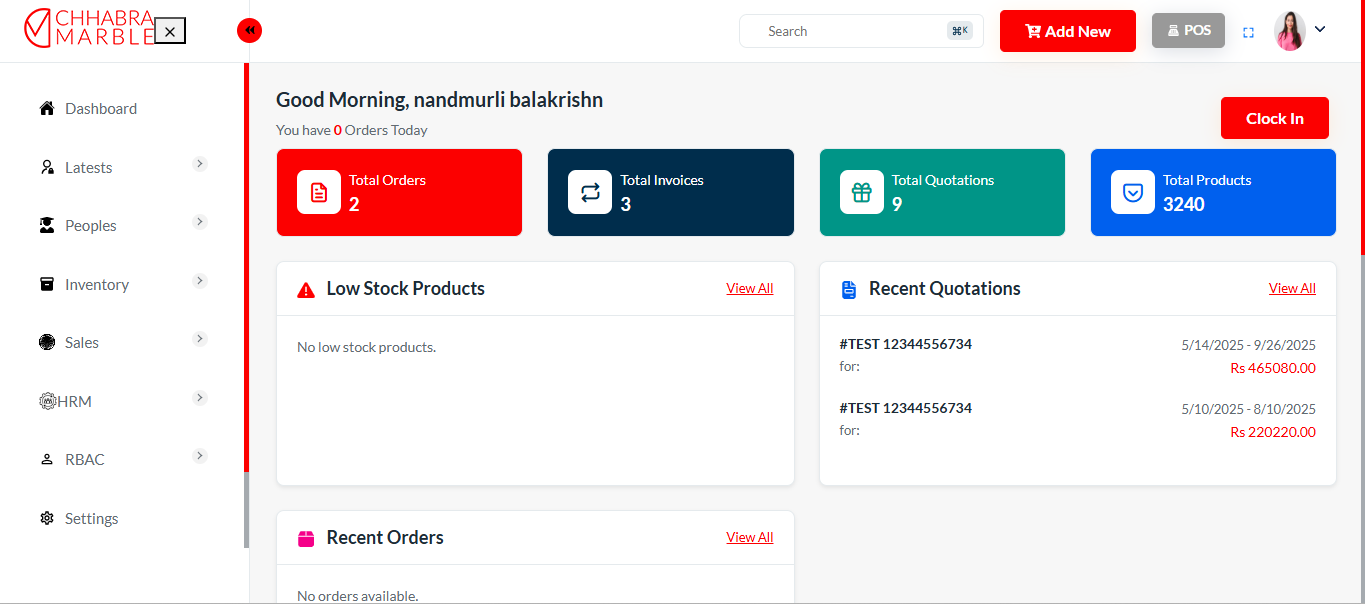 CHHABRA
MARBLE
Search
⌘K
Add New
POS
Dashboard
Latests
Peoples
Inventory
Sales
HRM
RBAC
Settings
Good Morning, nandmurli balakrishn
You have 0 Orders Today
Clock In
Total Orders
2
Total Invoices
3
Total Quotations
9
Total Products
3240
Low Stock Products
View All
No low stock products.
Recent Quotations
View All
#TEST 12344556734
5/14/2025 - 9/26/2025
for:
Rs 465080.00
#TEST 12344556734
5/10/2025 - 8/10/2025
for:
Rs 220220.00
Recent Orders
View All
No orders available.